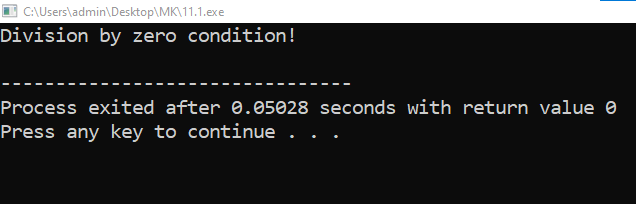 C:\Users\admin\Desktop\MK\11.1.exe
Division by zero condition!
--------------------------------
Process exited after 0.05028 seconds with return value 0
Press any key to continue . . .